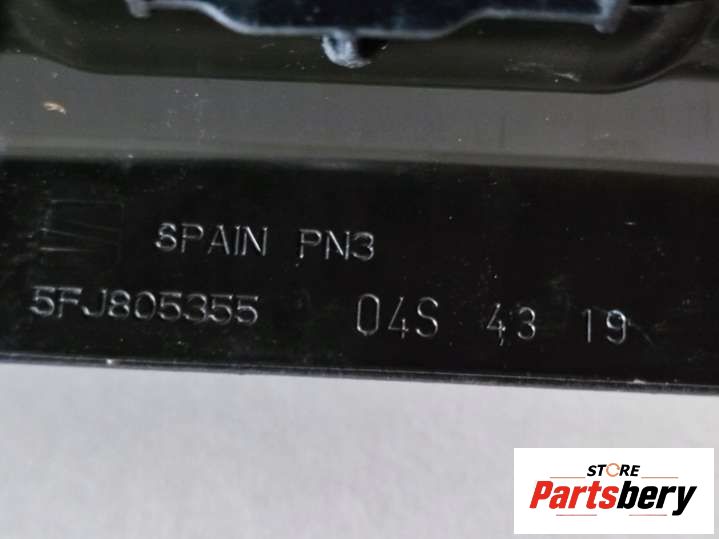 SPAIN PN3
5FJ805355 04S 43 19
STORE
Partsbery